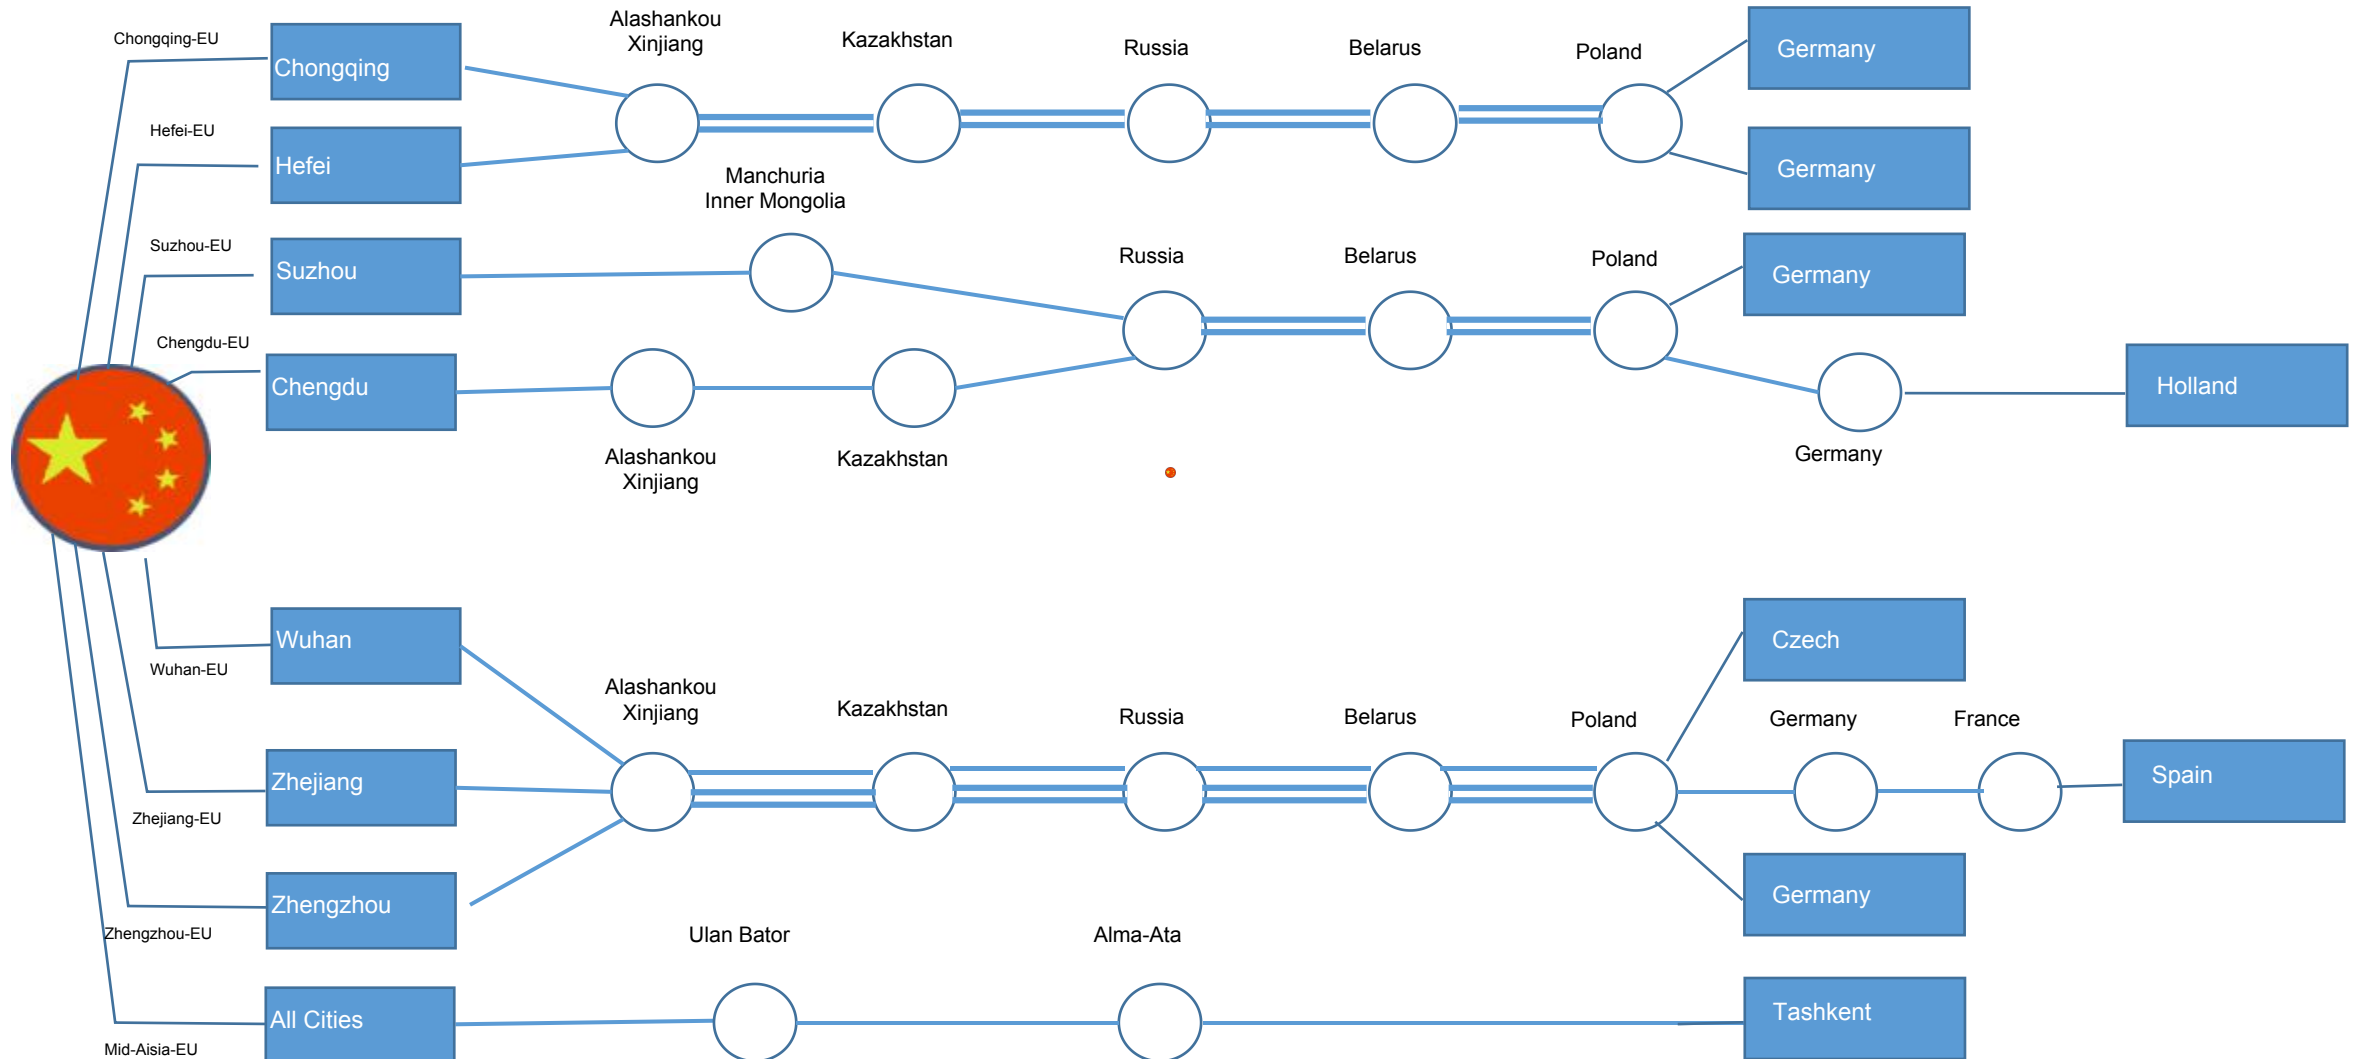 Chongqing-EU
Chongqing
Alashankou
Xinjiang
Kazakhstan
Russia
Belarus
Poland
Germany
Hefei-EU
Hefei
Germany
Manchuria
Inner Mongolia
Suzhou-EU
Suzhou
Russia
Belarus
Poland
Germany
Chengdu-EU
Chengdu
Alashankou
Xinjiang
Kazakhstan
Germany
Holland
Wuhan
Wuhan-EU
Czech
Alashankou
Xinjiang
Kazakhstan
Russia
Belarus
Poland
Germany
France
Spain
Zhejiang
Zhejiang-EU
Zhengzhou
Zhengzhou-EU
Germany
Ulan Bator
Alma-Ata
All Cities
Tashkent
Mid-Aisia-EU